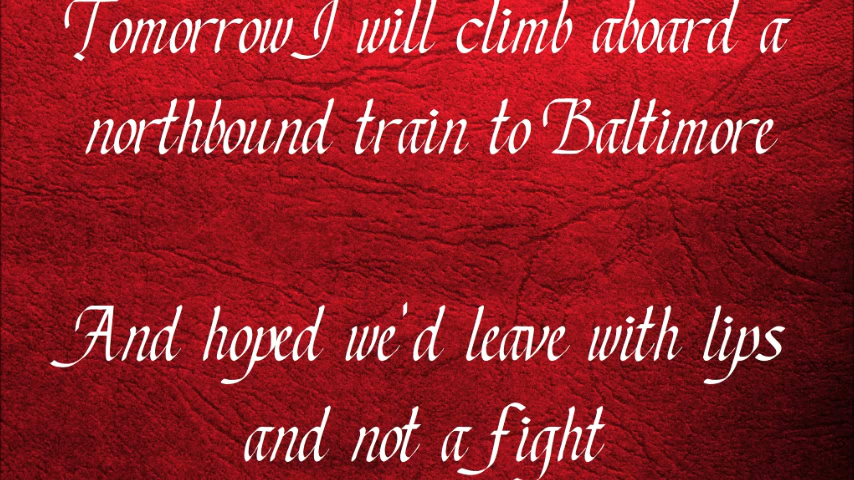 Tomorrow I will climb aboard a
northbound train to Baltimore
And hoped we'd leave with lips
and not a fight